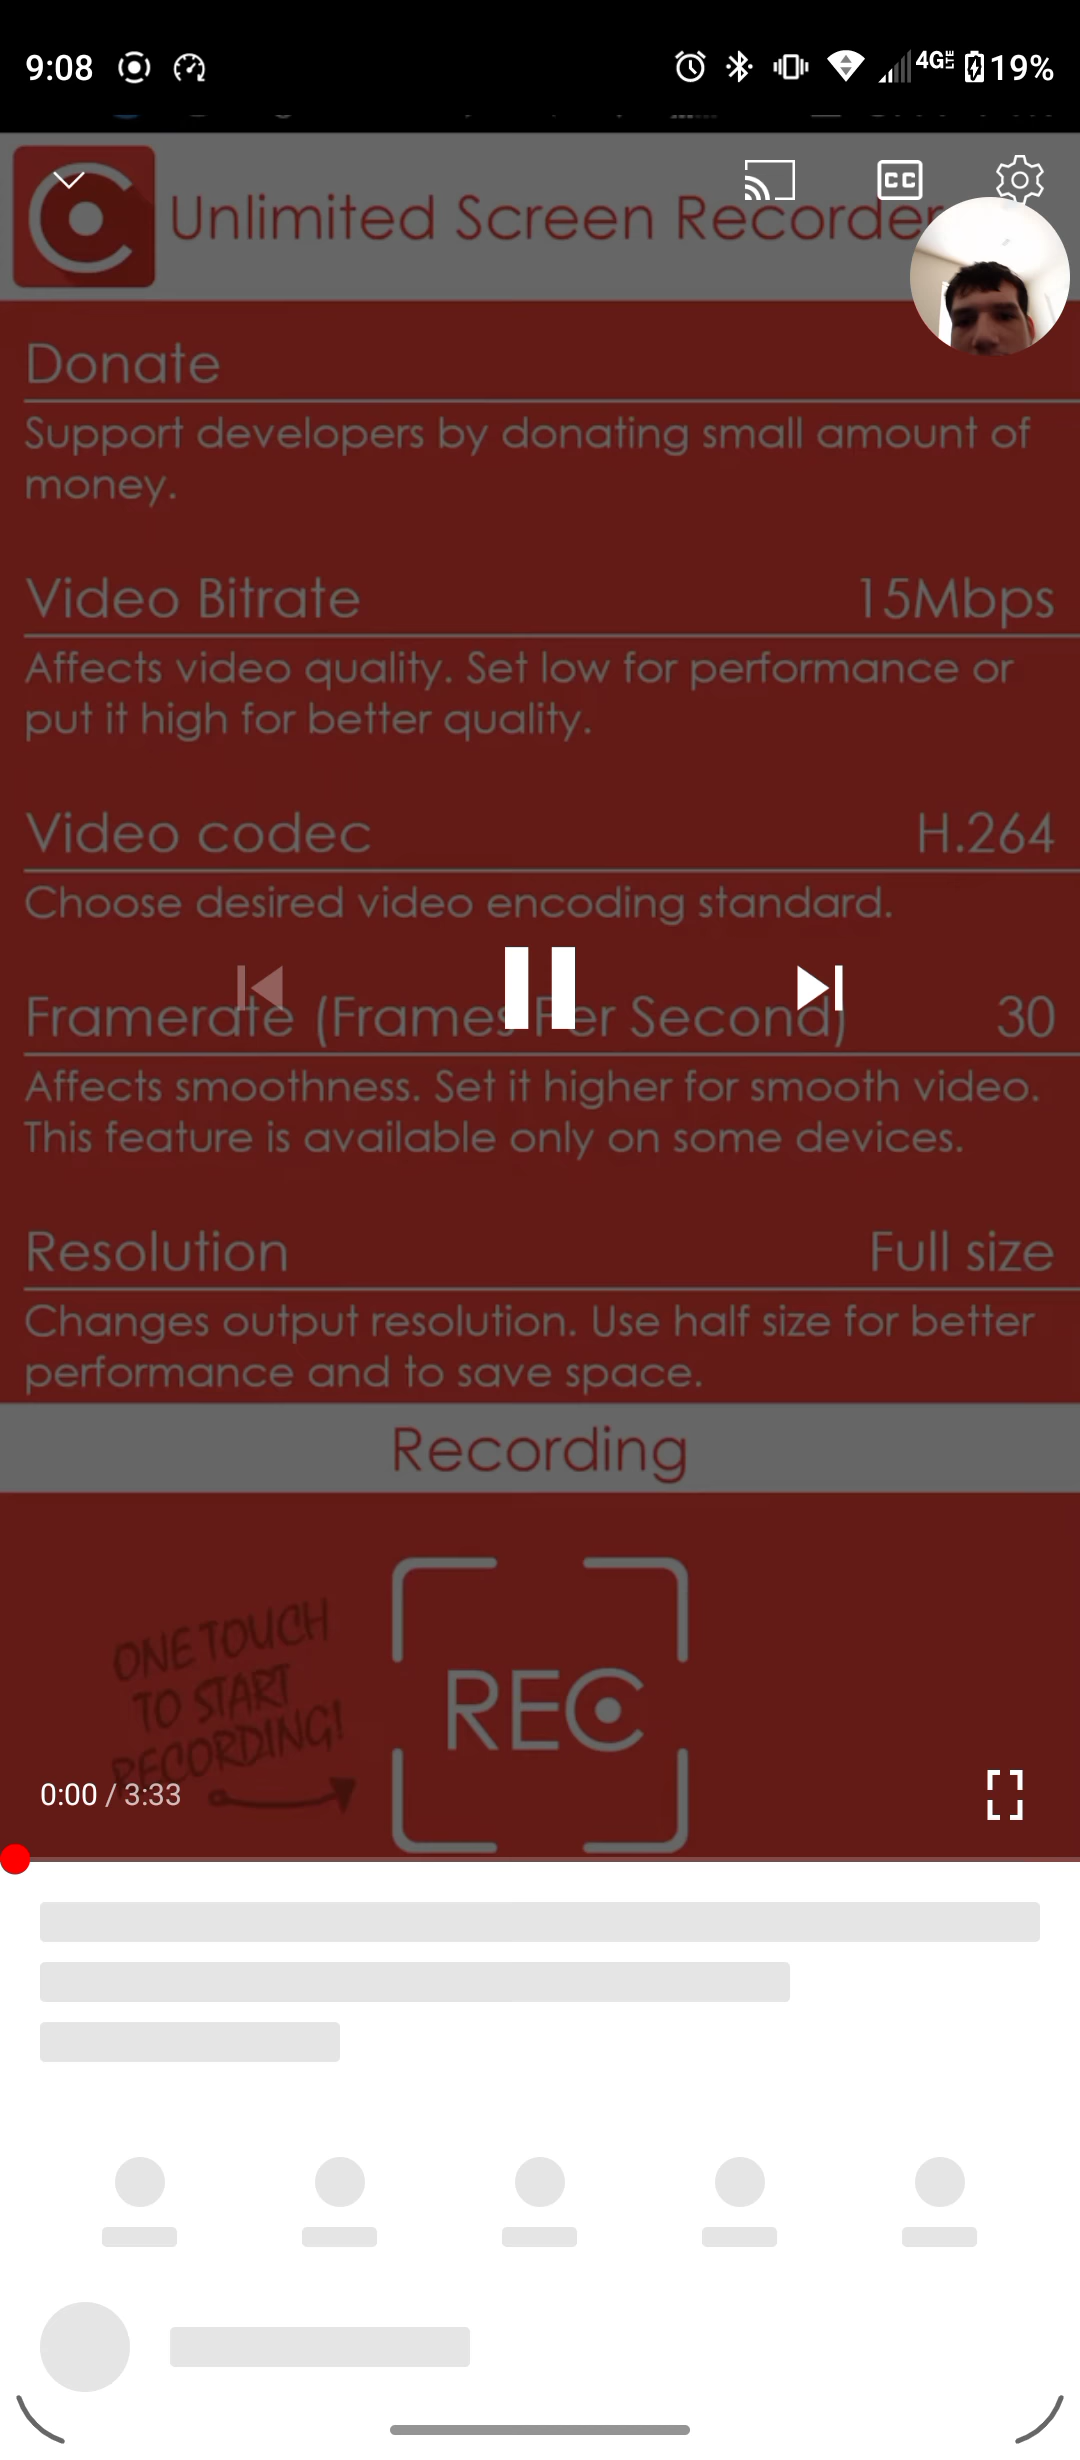 9:08
4G LTE 19%
CC
Unlimited Screen Recorder
Donate
Support developers by donating small amount of
money.
Video Bitrate 15Mbps
Affects video quality. Set low for performance or
put it high for better quality.
Video codec H.264
Choose desired video encoding standard.
Framerate (Frames Per Second) 30
Affects smoothness. Set it higher for smooth video.
This feature is available only on some devices.
Resolution Full size
Changes output resolution. Use half size for better
performance and to save space.
Recording
ONE TOUCH
TO START
RECORDING!
REC
0:00 / 3:33